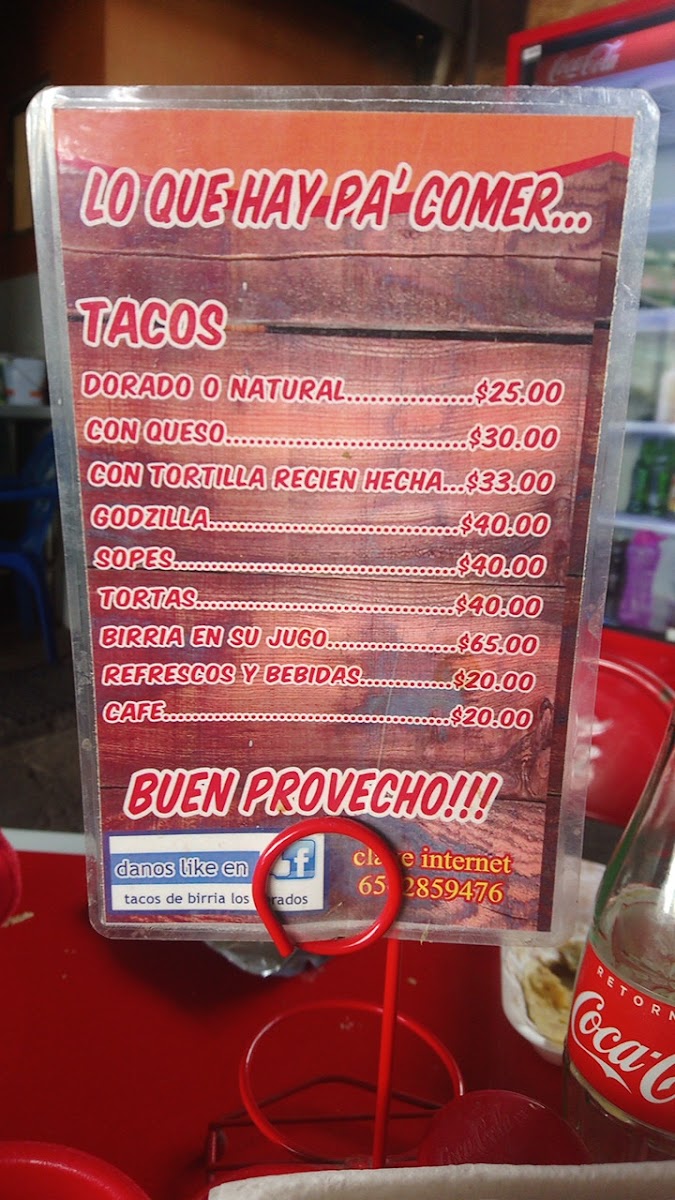 Coca-Cola
LO QUE HAY PA' COMER...
TACOS
DORADO O NATURAL................$25.00
CON QUESO..............................$30.00
CON TORTILLA RECIEN HECHA...$33.00
GODZILLA................................$40.00
SOPES....................................$40.00
TORTAS.................................$40.00
BIRRIA EN SU JUGO.................$65.00
REFRESCOS Y BEBIDAS............$20.00
CAFE.....................................$20.00
BUEN PROVECHO!!!
danos like en f
tacos de birria los
internet
2859476
RETORN
Coca-C